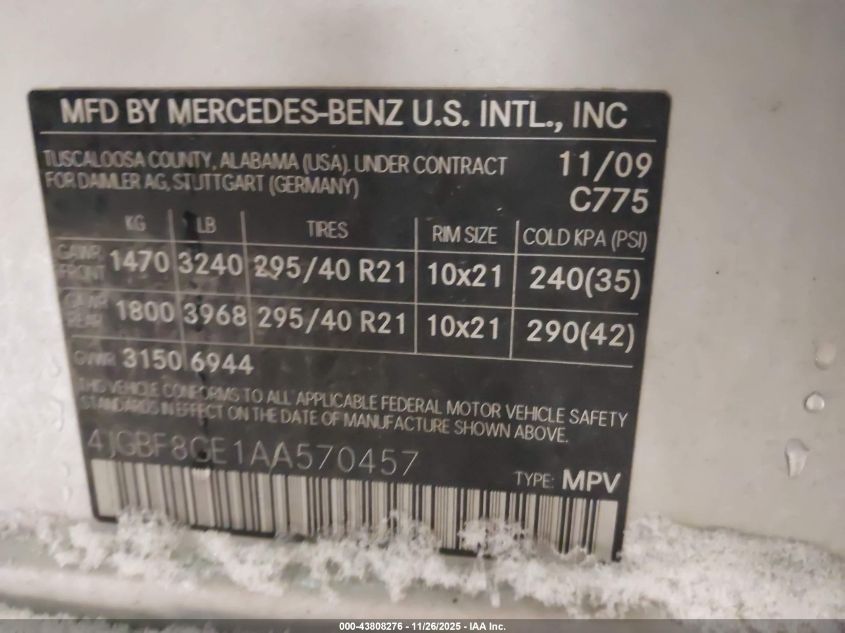 MFD BY MERCEDES-BENZ U.S. INTL., INC
TUSCALOOSA COUNTY, ALABAMA (USA). UNDER CONTRACT 11/09
FOR DAIMLER AG, STUTTGART (GERMANY) C775
KG LB TIRES RIM SIZE COLD KPA (PSI)
GAWR FRONT 1470 3240 295/40 R21 10x21 240(35)
GAWR REAR 1800 3968 295/40 R21 10x21 290(42)
GVWR 3150 6944
THIS VEHICLE CONFORMS TO ALL APPLICABLE FEDERAL MOTOR VEHICLE SAFETY
STANDARDS IN EFFECT ON THE DATE OF MANUFACTURE SHOWN ABOVE.
4JGBF8GE1AA570457
TYPE: MPV
000-43808276 - 11/26/2025 - IAA Inc.